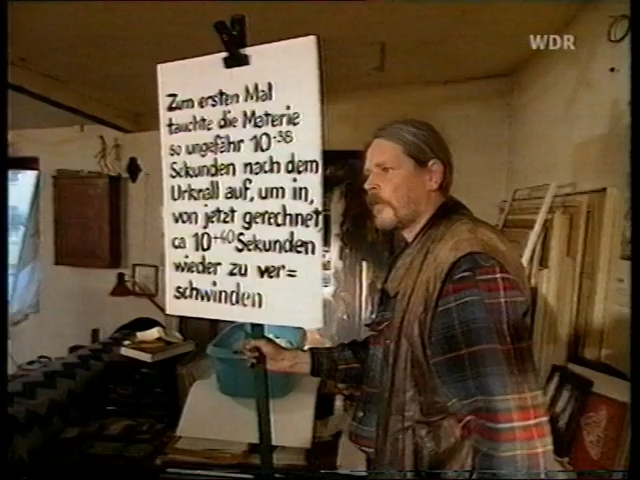 WDR
Zum ersten Mal
tauchte die Materie
so ungefähr 10⁻³⁸
Sekunden nach dem
Urknall auf, um in,
von jetzt gerechnet,
ca 10⁺⁶⁰ Sekunden
wieder zu ver=
schwinden